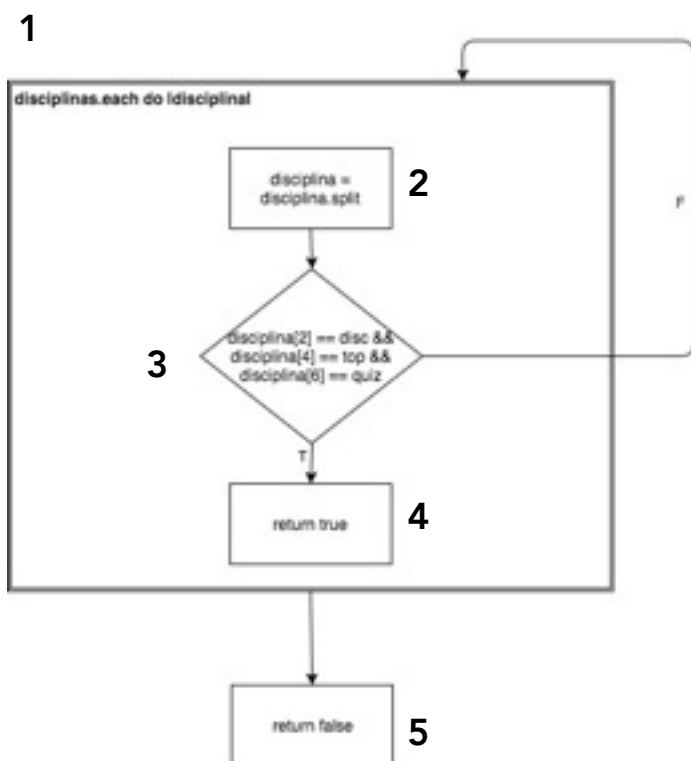 1
disciplinas.each do |disciplina|
disciplina =
disciplina.split
2
disciplina[2] == disc &&
disciplina[4] == top &&
disciplina[6] == quiz
3
F
T
return true
4
return false
5